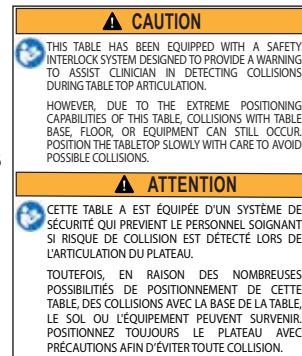 CAUTION
THIS TABLE HAS BEEN EQUIPPED WITH A SAFETY
INTERLOCK SYSTEM DESIGNED TO PROVIDE A WARNING
TO ASSIST CLINICIAN IN DETECTING COLLISIONS
DURING TABLE TOP ARTICULATION.
HOWEVER, DUE TO THE EXTREME POSITIONING
CAPABILITIES OF THIS TABLE, COLLISIONS WITH TABLE
BASE, FLOOR, OR EQUIPMENT CAN STILL OCCUR.
POSITION THE TABLETOP SLOWLY WITH CARE TO AVOID
POSSIBLE COLLISIONS.
ATTENTION
CETTE TABLE A EST ÉQUIPÉE D'UN SYSTÈME DE
SÉCURITÉ QUI PREVIENT LE PERSONNEL SOIGNANT
SI RISQUE DE COLLISION EST DÉTECTÉ LORS DE
L'ARTICULATION DU PLATEAU.
TOUTEFOIS, EN RAISON DES NOMBREUSES
POSSIBILITÉS DE POSITIONNEMENT DE CETTE
TABLE, DES COLLISIONS AVEC LA BASE DE LA TABLE,
LE SOL OU L'ÉQUIPEMENT PEUVENT SURVENIR.
POSITIONNEZ TOUJOURS LE PLATEAU AVEC
PRÉCAUTIONS AFIN D'ÉVITER TOUTE COLLISION.